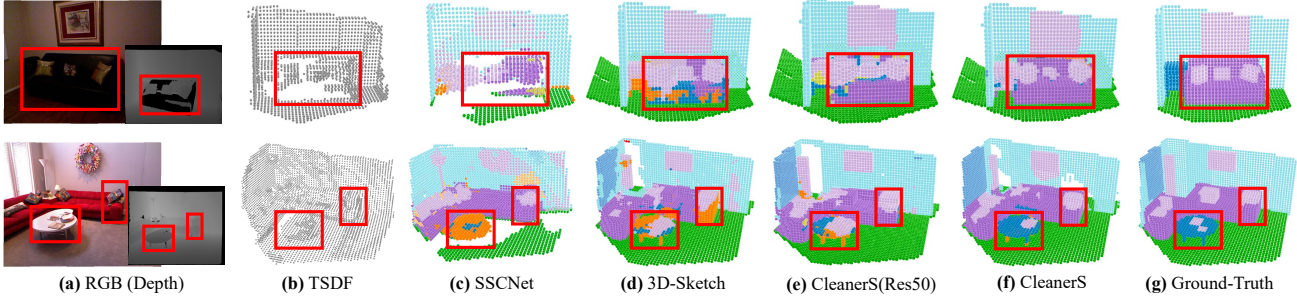 (a) RGB (Depth) (b) TSDF (c) SSCNet (d) 3D-Sketch (e) CleanerS(Res50) (f) CleanerS (g) Ground-Truth